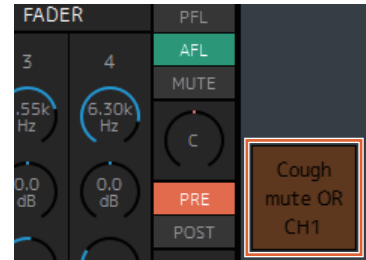 FADER
PFL
3
4
AFL
MUTE
.55k
Hz
6.30k
Hz
C
0.0
dB
0.0
dB
PRE
POST
Cough
mute OR
CH1